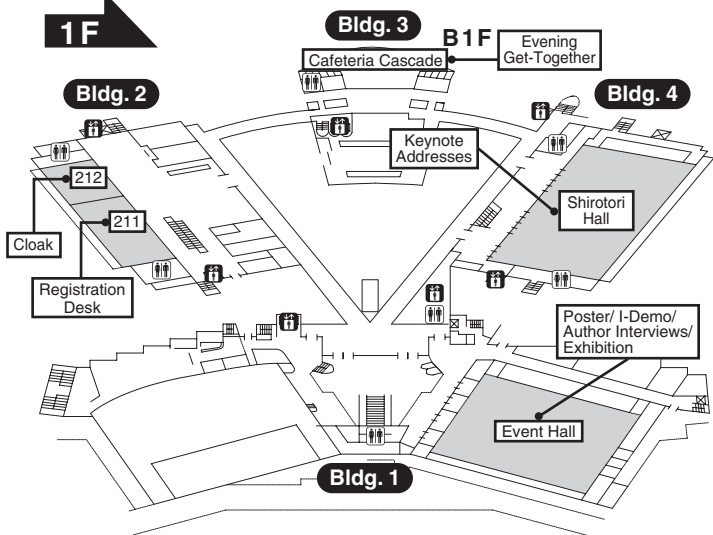 1F
Bldg. 3
B1F
Cafeteria Cascade
Evening
Get-Together
Bldg. 2
Bldg. 4
Keynote
Addresses
212
211
Shirotori
Hall
Cloak
Registration
Desk
Poster/ I-Demo/
Author Interviews/
Exhibition
Event Hall
Bldg. 1